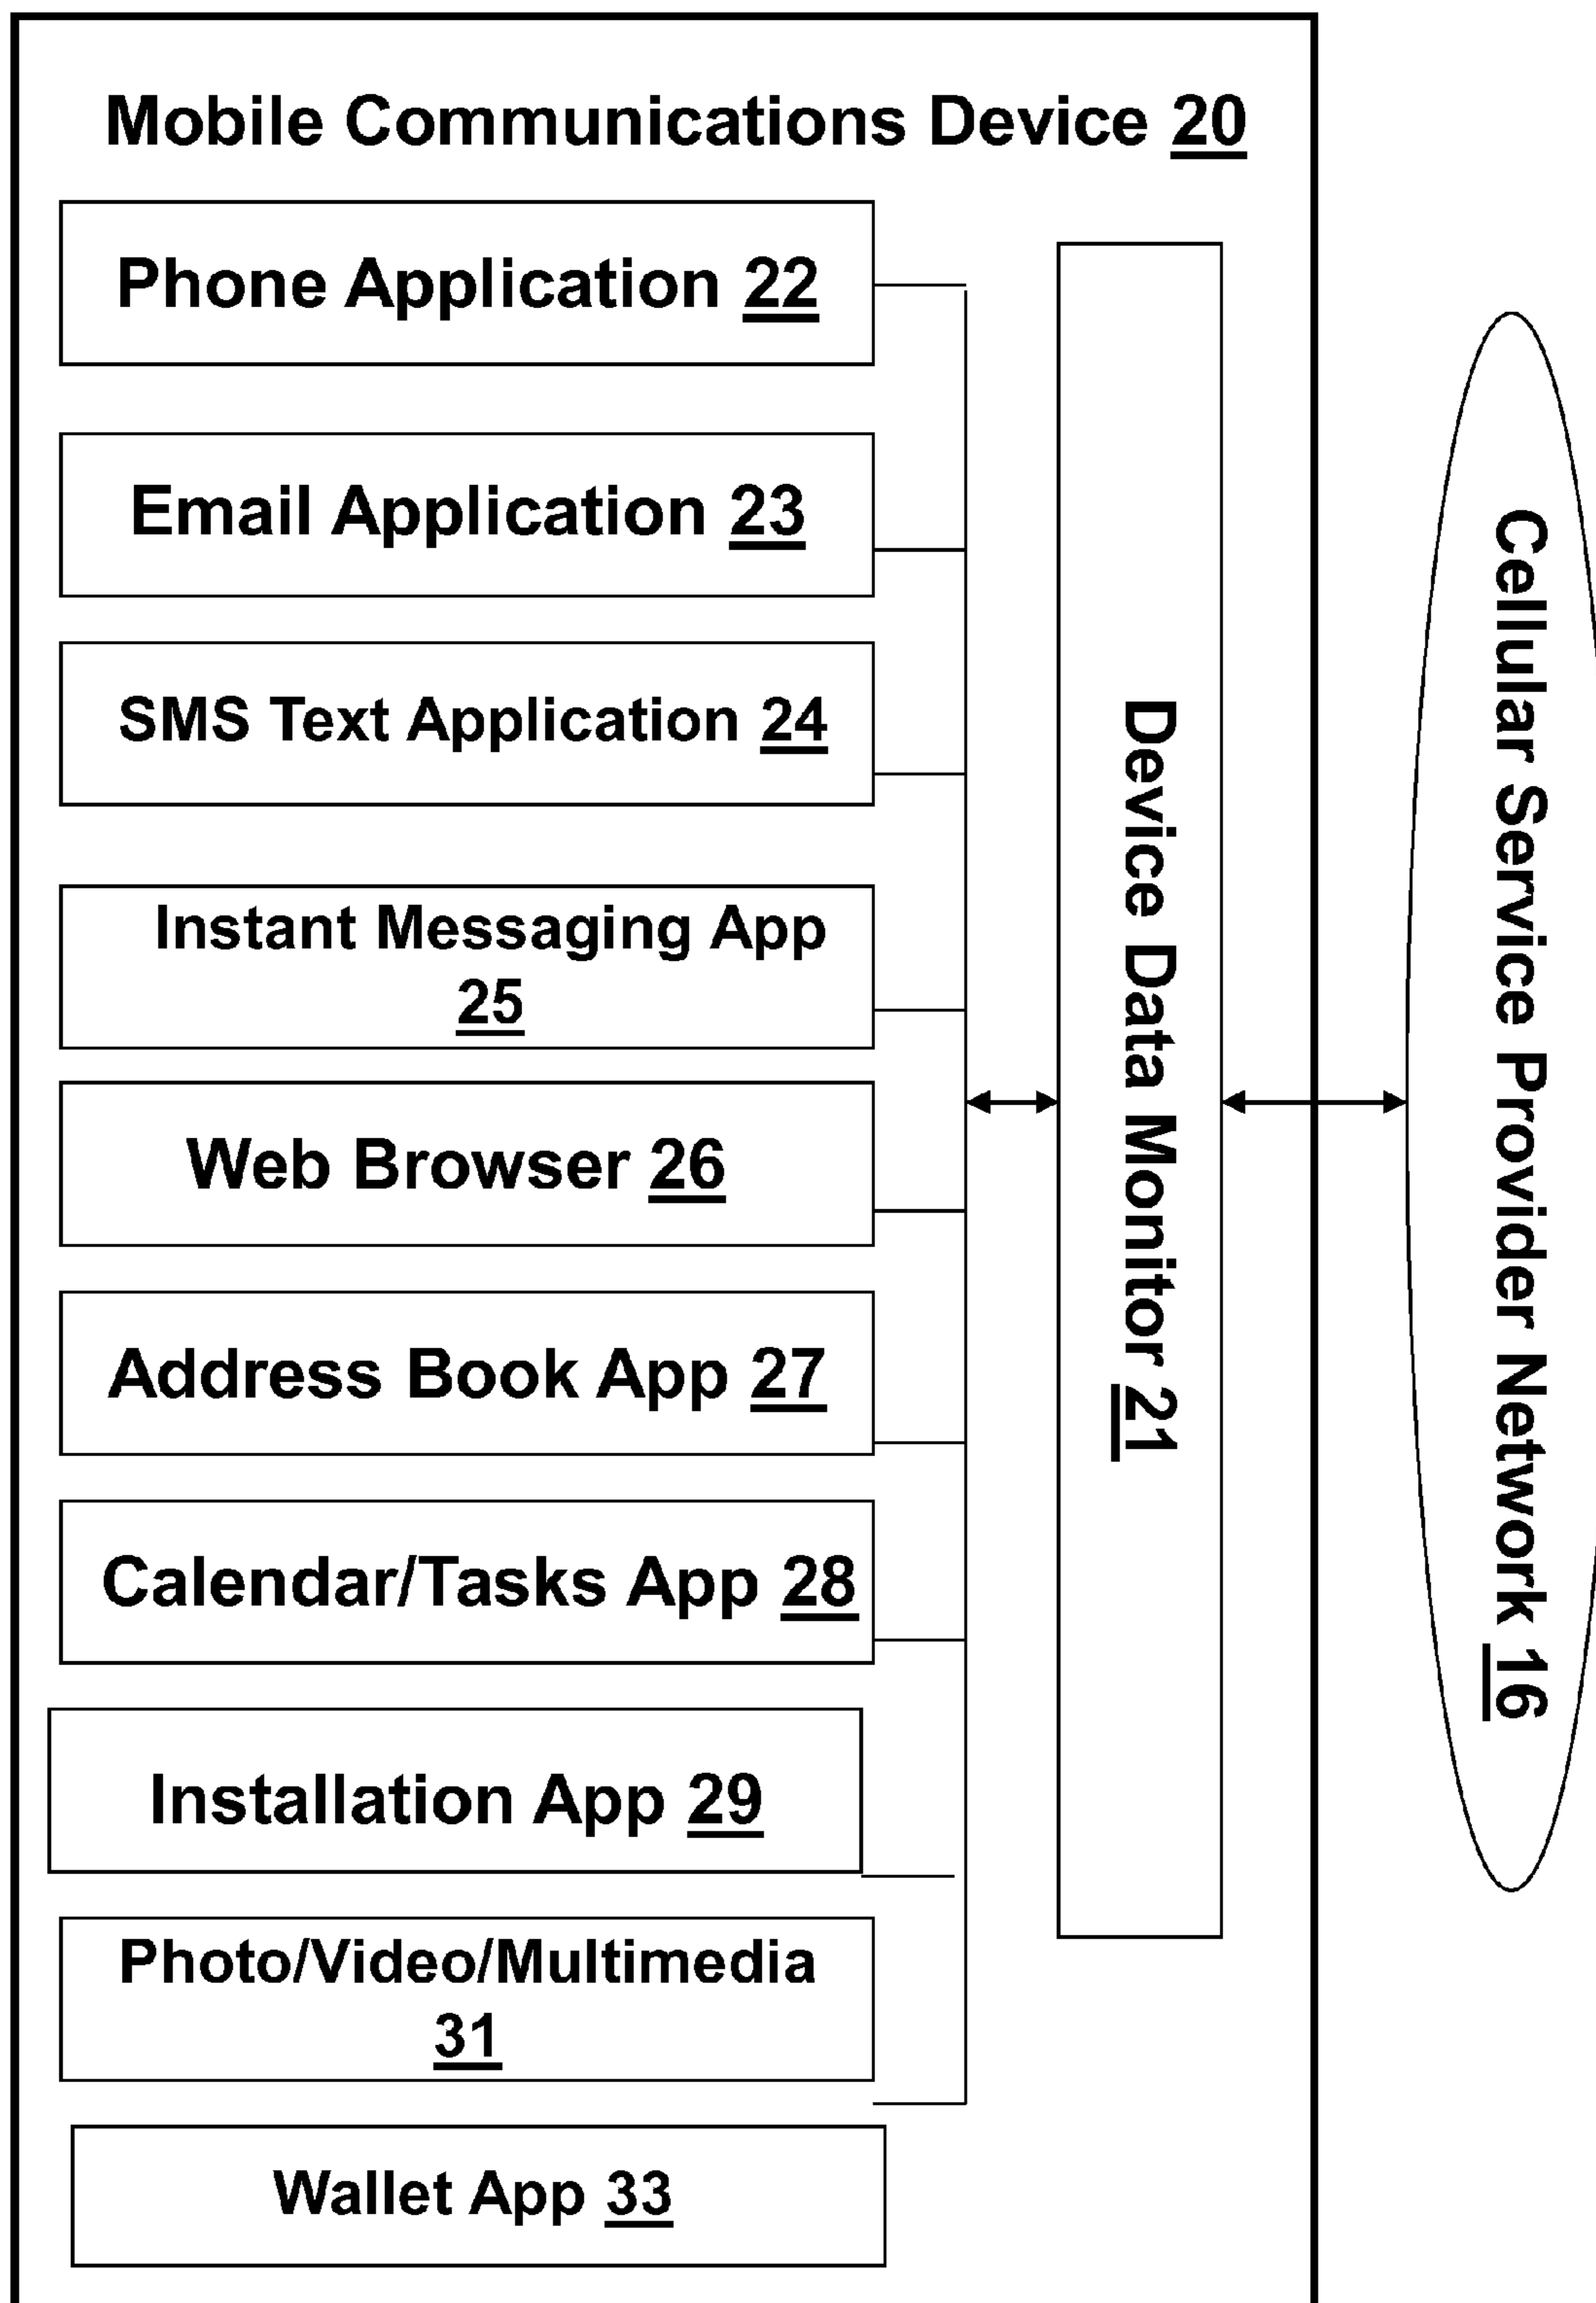 Mobile Communications Device 20
Phone Application 22
Email Application 23
SMS Text Application 24
Instant Messaging App
25
Web Browser 26
Address Book App 27
Calendar/Tasks App 28
Installation App 29
Photo/Video/Multimedia
31
Wallet App 33
Device Data Monitor 21
Cellular Service Provider Network 16